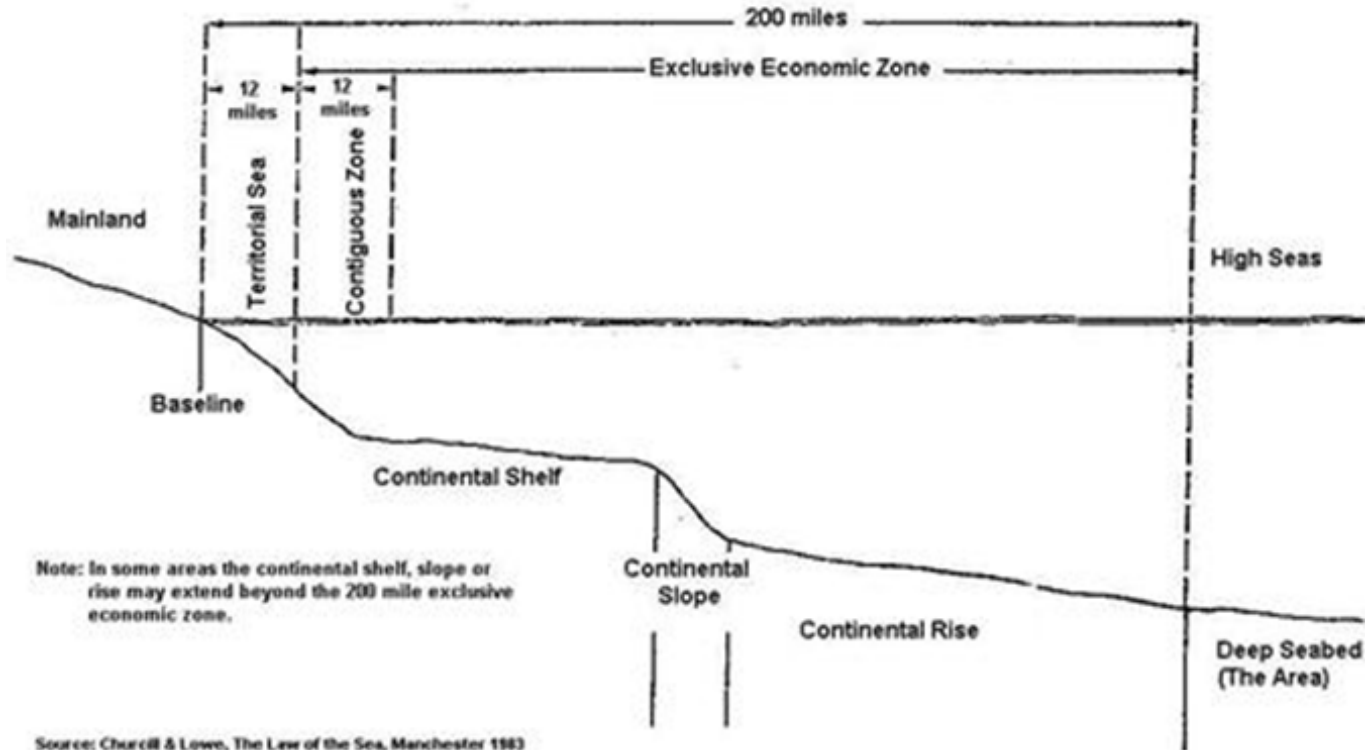 200 miles
Exclusive Economic Zone
12
miles
12
miles
Territorial Sea
Contiguous Zone
Mainland
High Seas
Baseline
Continental Shelf
Note: In some areas the continental shelf, slope or
rise may extend beyond the 200 mile exclusive
economic zone.
Continental
Slope
Continental Rise
Deep Seabed
(The Area)
Source: Churcill & Lowe, The Law of the Sea, Manchester 1983